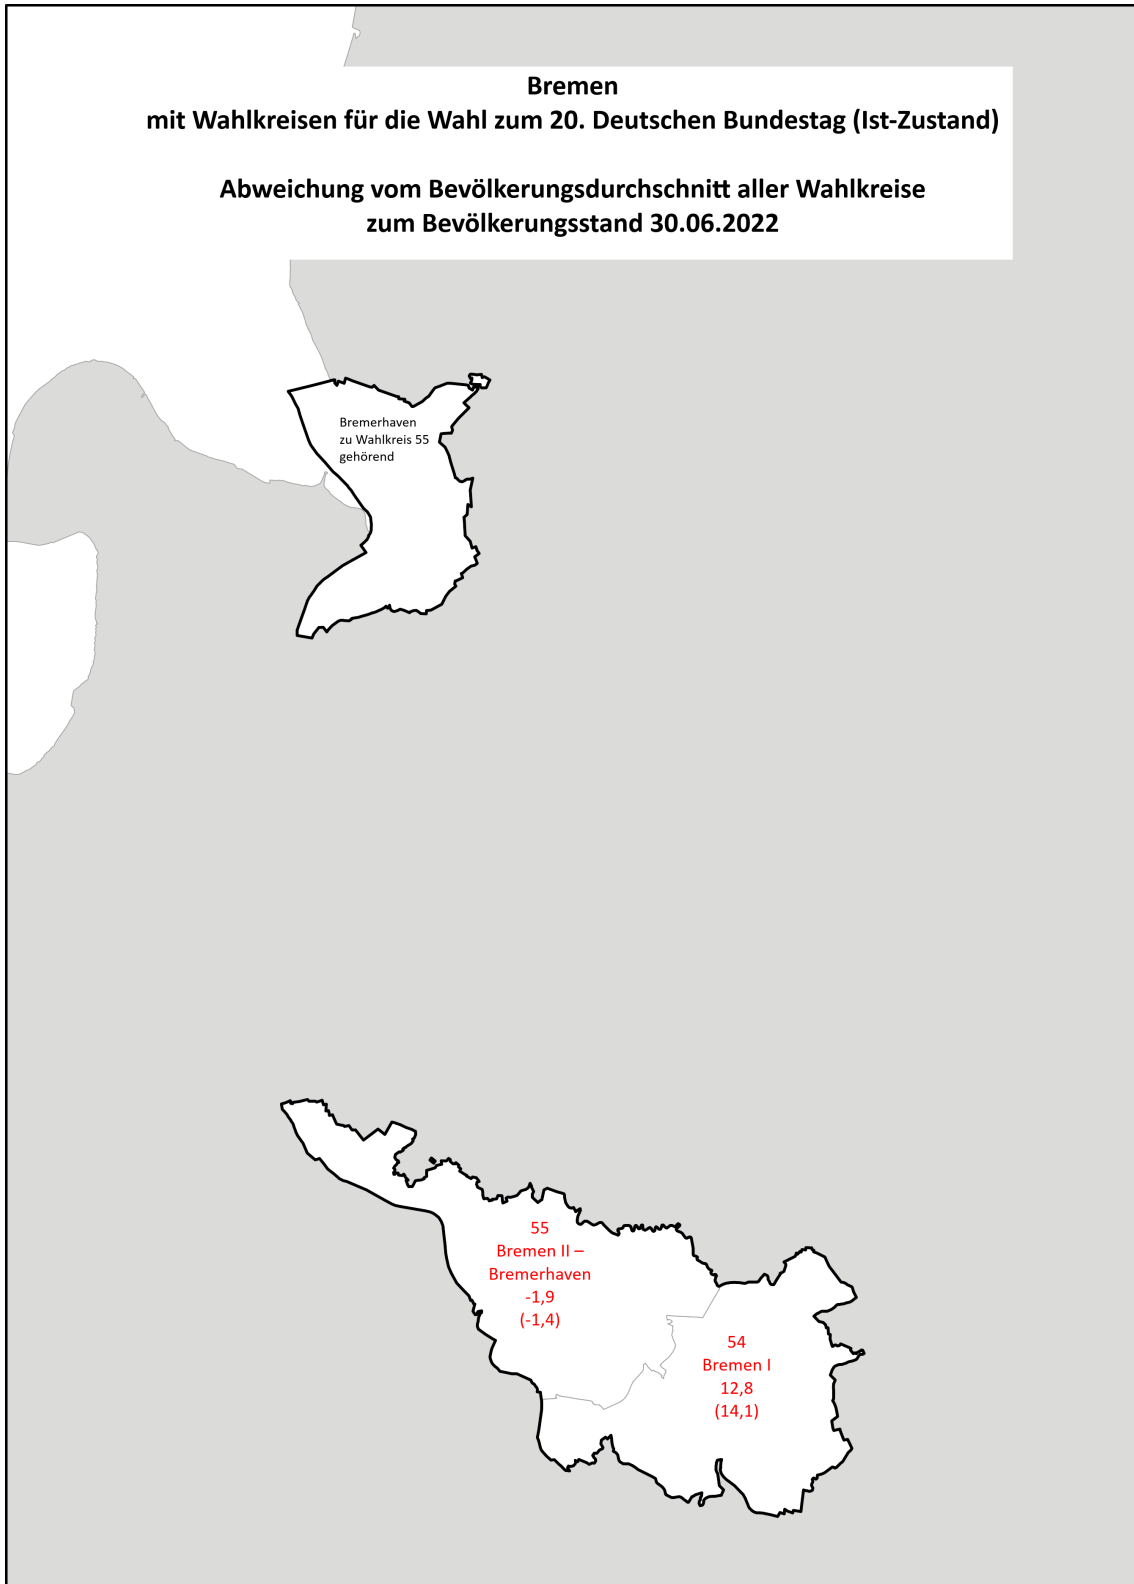 Bremen
mit Wahlkreisen für die Wahl zum 20. Deutschen Bundestag (Ist-Zustand)
Abweichung vom Bevölkerungsdurchschnitt aller Wahlkreise
zum Bevölkerungsstand 30.06.2022
Bremerhaven
zu Wahlkreis 55
gehörend
55
Bremen II –
Bremerhaven
-1,9
(-1,4)
54
Bremen I
12,8
(14,1)